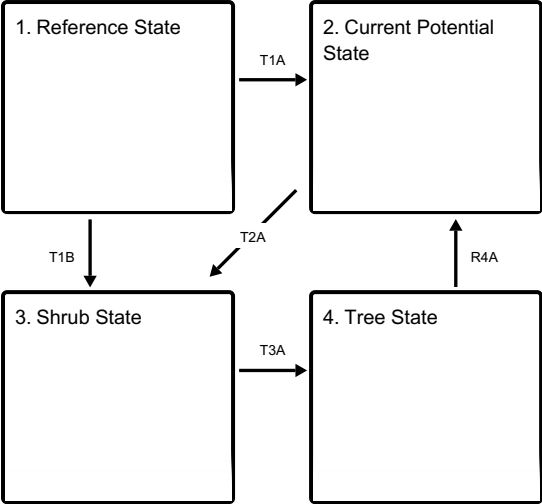 1. Reference State
2. Current Potential
State
T1A
T2A
T1B
R4A
3. Shrub State
4. Tree State
T3A